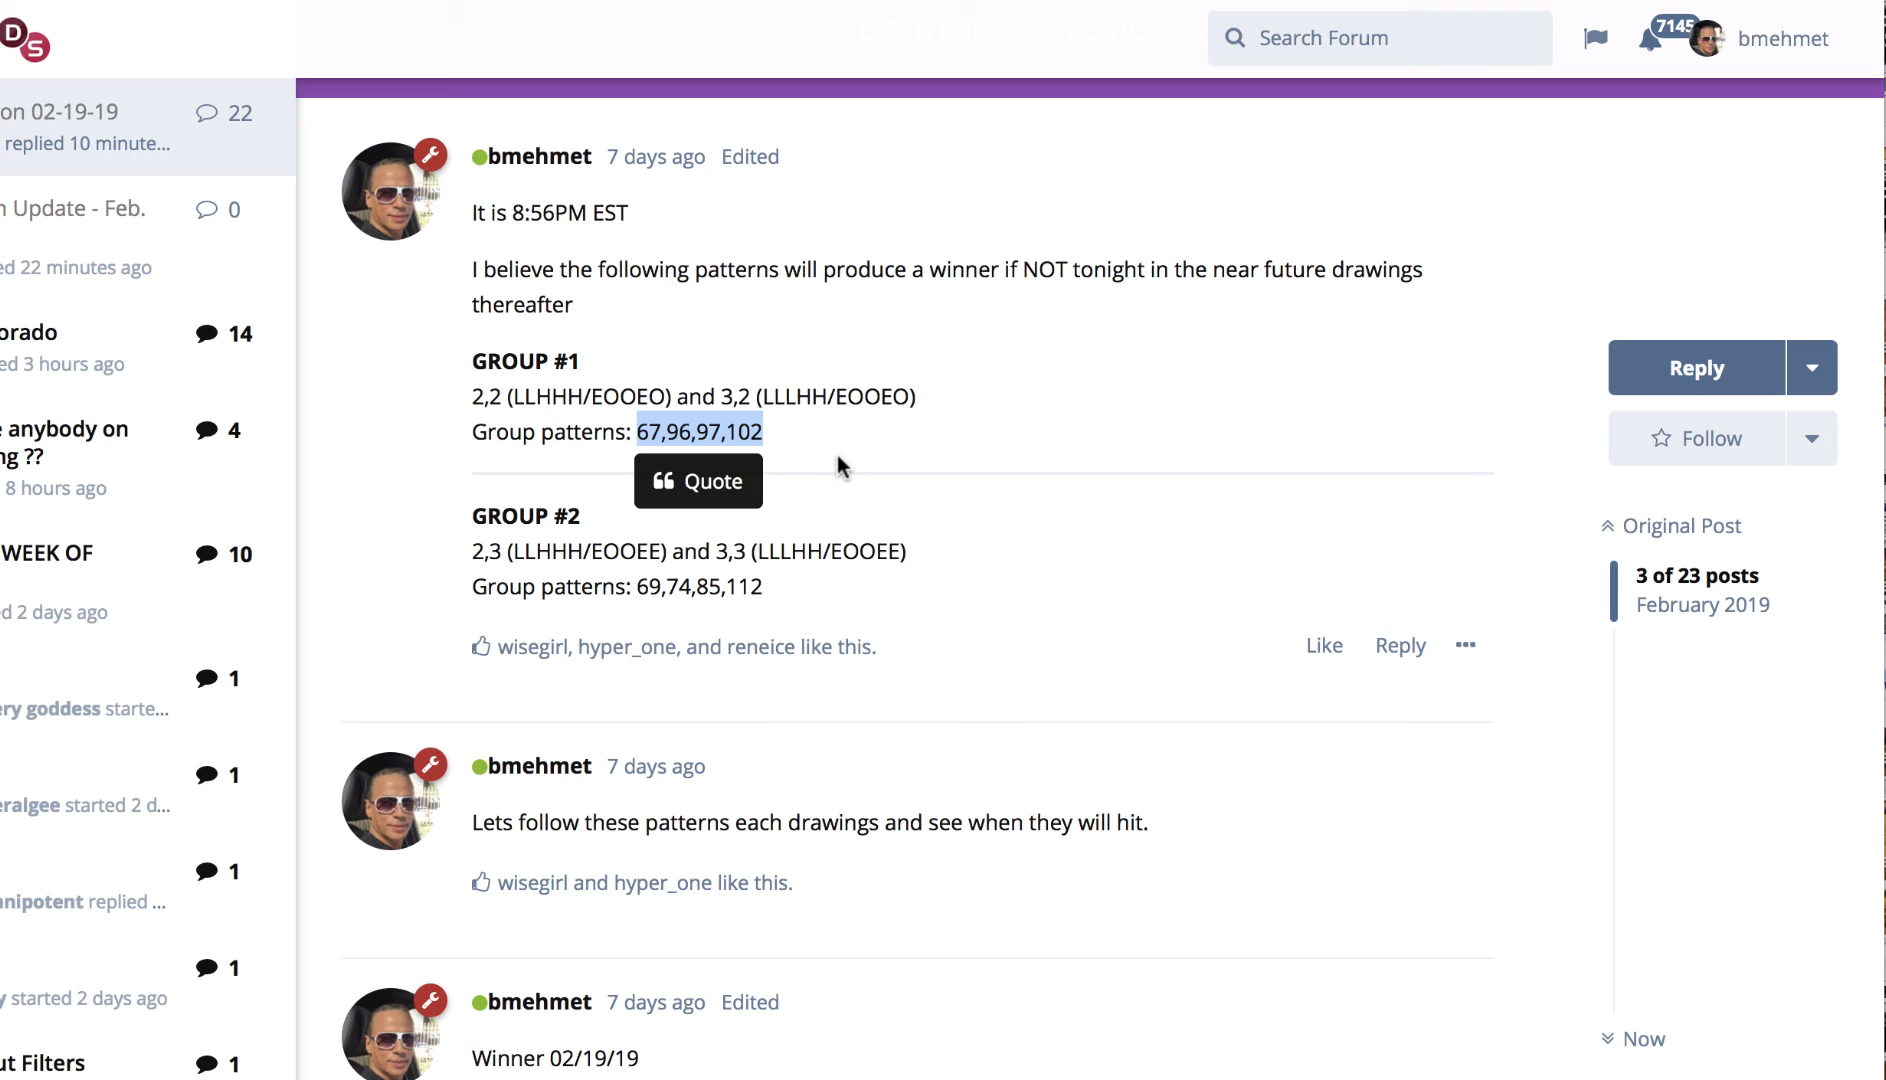 DS
Megamillions Prediction
Search Forum
7145
bmehmet
on 02-19-19
22
replied 10 minute...
n Update - Feb.
0
ed 22 minutes ago
orado
14
ed 3 hours ago
e anybody on
4
ng ??
8 hours ago
WEEK OF
10
d 2 days ago
1
ery goddess starte...
1
eralgee started 2 d...
1
nnipotent replied ...
1
y started 2 days ago
ut Filters
1
bmehmet 7 days ago Edited
It is 8:56PM EST
I believe the following patterns will produce a winner if NOT tonight in the near future drawings
thereafter
GROUP #1
2,2 (LLHHH/EOOEO) and 3,2 (LLLHH/EOOEO)
Group patterns: 67,96,97,102
Quote
GROUP #2
2,3 (LLHHH/EOOEE) and 3,3 (LLLHH/EOOEE)
Group patterns: 69,74,85,112
wisegirl, hyper_one, and reneice like this.
Like Reply •••
bmehmet 7 days ago
Lets follow these patterns each drawings and see when they will hit.
wisegirl and hyper_one like this.
bmehmet 7 days ago Edited
Winner 02/19/19
Reply
Follow
Original Post
3 of 23 posts
February 2019
Now